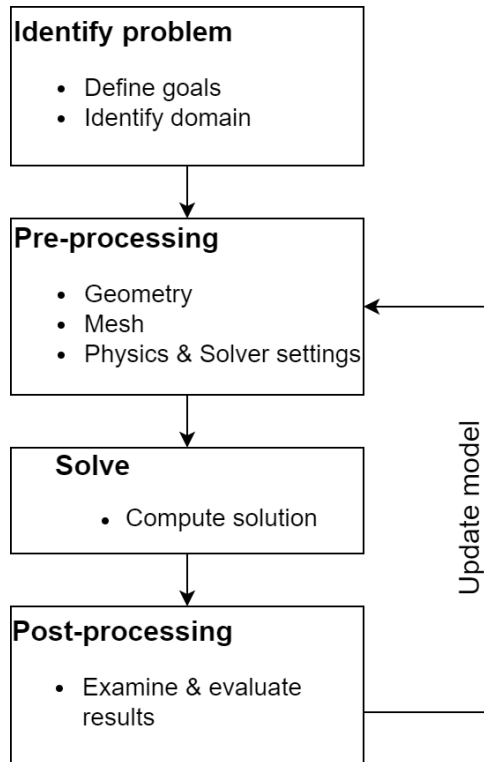 Identify problem
• Define goals
• Identify domain
Pre-processing
• Geometry
• Mesh
• Physics & Solver settings
Solve
• Compute solution
Post-processing
• Examine & evaluate
results
Update model